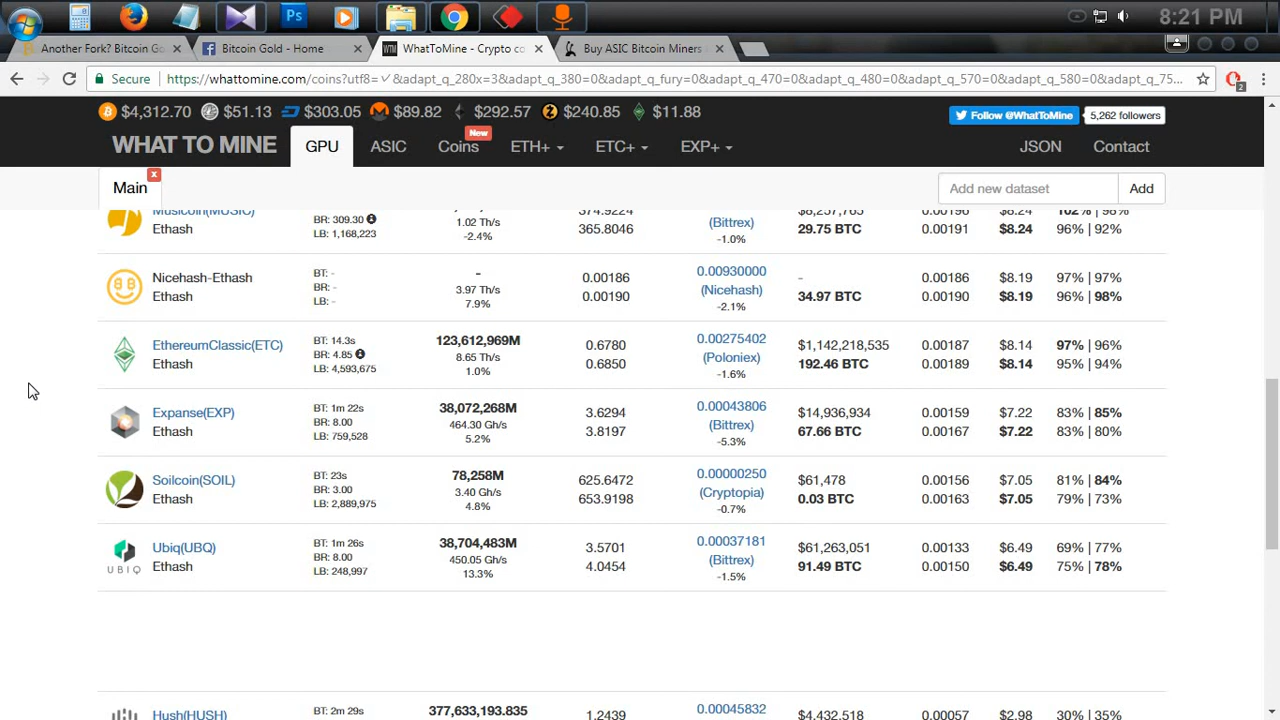 8:21 PM
Another Fork? Bitcoin Go
Bitcoin Gold - Home
WhatToMine - Crypto co
Buy ASIC Bitcoin Miners
Secure
https://whattomine.com/coins?utf8=✓&adapt_q_280x=3&adapt_q_380=0&adapt_q_fury=0&adapt_q_470=0&adapt_q_480=0&adapt_q_570=0&adapt_q_580=0&adapt_q_75...
2
$4,312.70 $51.13 $303.05 $89.82 $292.57 $240.85 $11.88
Follow @WhatToMine 5,262 followers
WHAT TO MINE GPU ASIC Coins New ETH+ ETC+ EXP+ JSON Contact
Main x Add new dataset Add
Musicoin(MUSIC)
Ethash
BR: 309.30
LB: 1,168,223
1.02 Th/s
-2.4%
374.9224
365.8046
(Bittrex)
-1.0%
$8,257,765
29.75 BTC
0.00196
0.00191
$8.24
$8.24
102% | 98%
96% | 92%
Nicehash-Ethash
Ethash
BT: -
BR: -
LB: -
-
3.97 Th/s
7.9%
0.00186
0.00190
0.00930000
(Nicehash)
-2.1%
-
34.97 BTC
0.00186
0.00190
$8.19
$8.19
97% | 97%
96% | 98%
EthereumClassic(ETC)
Ethash
BT: 14.3s
BR: 4.85
LB: 4,593,675
123,612,969M
8.65 Th/s
1.0%
0.6780
0.6850
0.00275402
(Poloniex)
-1.6%
$1,142,218,535
192.46 BTC
0.00187
0.00189
$8.14
$8.14
97% | 96%
95% | 94%
Expanse(EXP)
Ethash
BT: 1m 22s
BR: 8.00
LB: 759,528
38,072,268M
464.30 Gh/s
5.2%
3.6294
3.8197
0.00043806
(Bittrex)
-5.3%
$14,936,934
67.66 BTC
0.00159
0.00167
$7.22
$7.22
83% | 85%
83% | 80%
Soilcoin(SOIL)
Ethash
BT: 23s
BR: 3.00
LB: 2,889,975
78,258M
3.40 Gh/s
4.8%
625.6472
653.9198
0.00000250
(Cryptopia)
-0.7%
$61,478
0.03 BTC
0.00156
0.00163
$7.05
$7.05
81% | 84%
79% | 73%
Ubiq(UBQ)
Ethash
UBIQ
BT: 1m 26s
BR: 8.00
LB: 248,997
38,704,483M
450.05 Gh/s
13.3%
3.5701
4.0454
0.00037181
(Bittrex)
-1.5%
$61,263,051
91.49 BTC
0.00133
0.00150
$6.49
$6.49
69% | 77%
75% | 78%
Hush(HUSH)
BT: 2m 29s
377,633,193.835
1.2439
0.00045832
$4,432,518
0.00057
$2.98
30% | 35%